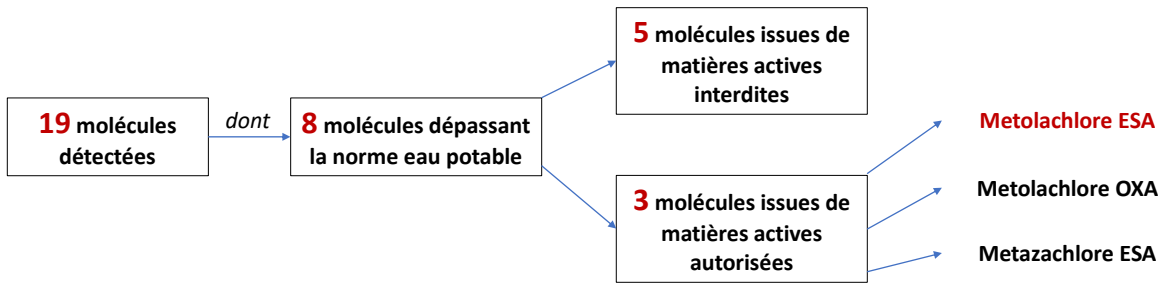 19 molécules
détectées
dont
8 molécules dépassant
la norme eau potable
5 molécules issues de
matières actives
interdites
3 molécules issues de
matières actives
autorisées
Metolachlore ESA
Metolachlore OXA
Metazachlore ESA